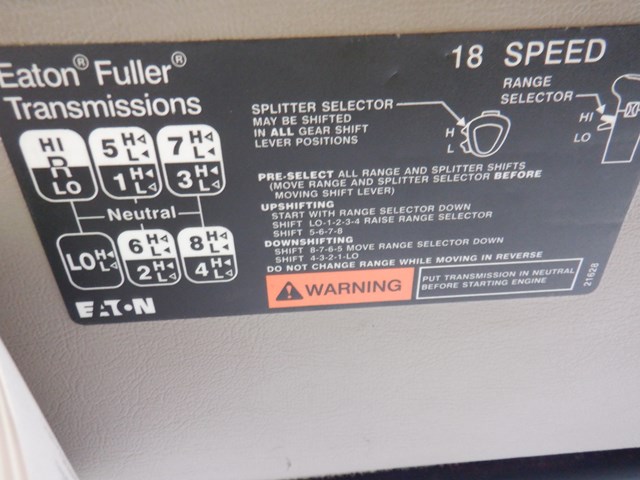 Eaton® Fuller®
Transmissions
HI
R
LO
5 H L
7 H L
1 H L
3 H L
Neutral
LO H L
6 H L
8 H L
2 H L
4 H L
EATON
18 SPEED
SPLITTER SELECTOR
MAY BE SHIFTED
IN ALL GEAR SHIFT
LEVER POSITIONS
H
L
RANGE
SELECTOR
HI
LO
PRE-SELECT ALL RANGE AND SPLITTER SHIFTS
(MOVE RANGE AND SPLITTER SELECTOR BEFORE
MOVING SHIFT LEVER)
UPSHIFTING
START WITH RANGE SELECTOR DOWN
SHIFT LO-1-2-3-4 RAISE RANGE SELECTOR
SHIFT 5-6-7-8
DOWNSHIFTING
SHIFT 8-7-6-5 MOVE RANGE SELECTOR DOWN
SHIFT 4-3-2-1-LO
DO NOT CHANGE RANGE WHILE MOVING IN REVERSE
WARNING
PUT TRANSMISSION IN NEUTRAL
BEFORE STARTING ENGINE
21628